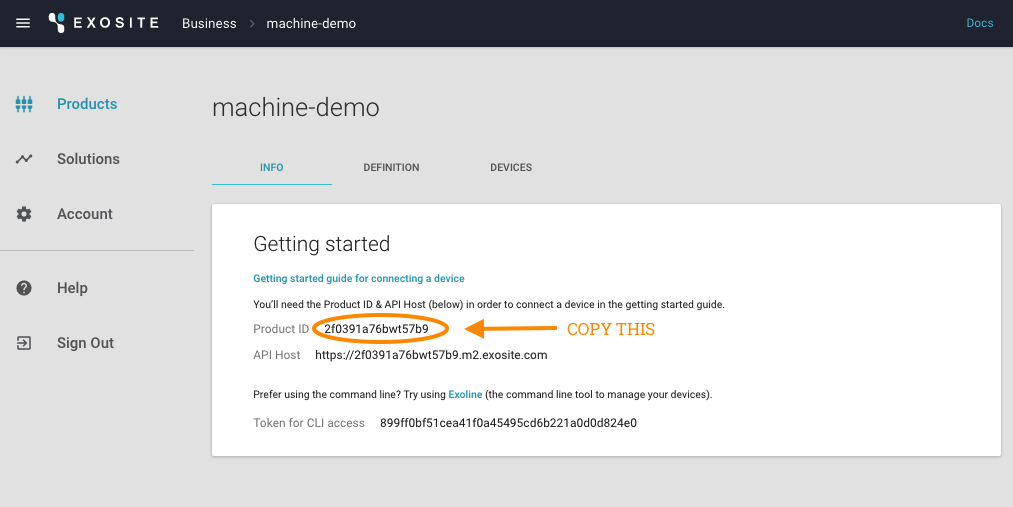 EXOSITE Business > machine-demo Docs
Products
Solutions
Account
Help
Sign Out
machine-demo
INFO DEFINITION DEVICES
Getting started
Getting started guide for connecting a device
You'll need the Product ID & API Host (below) in order to connect a device in the getting started guide.
Product ID 2f0391a76bwt57b9 COPY THIS
API Host https://2f0391a76bwt57b9.m2.exosite.com
Prefer using the command line? Try using Exoline (the command line tool to manage your devices).
Token for CLI access 899ff0bf51cea41f0a45495cd6b221a0d0d824e0